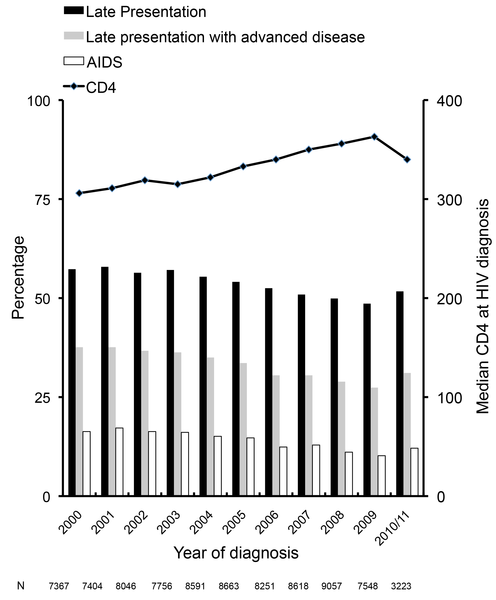 Late Presentation
Late presentation with advanced disease
AIDS
CD4
100 400
75 300
50 200
25 100
0 0
Percentage
Median CD4 at HIV diagnosis
2000 2001 2002 2003 2004 2005 2006 2007 2008 2009 2010/11
Year of diagnosis
N 7367 7404 8046 7756 8591 8663 8251 8618 9057 7548 3223